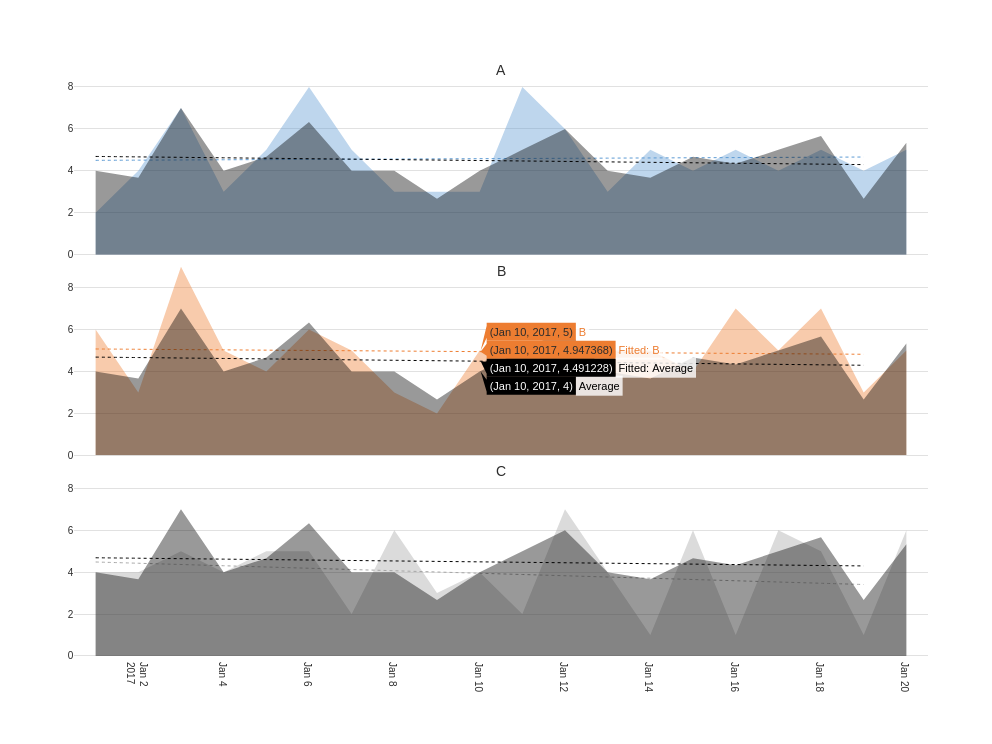 A
8
6
4
2
0
B
8
6
4
2
0
(Jan 10, 2017, 5) B
(Jan 10, 2017, 4.947368) Fitted: B
(Jan 10, 2017, 4.491228) Fitted: Average
(Jan 10, 2017, 4) Average
C
8
6
4
2
0
Jan 2
2017
Jan 4
Jan 6
Jan 8
Jan 10
Jan 12
Jan 14
Jan 16
Jan 18
Jan 20